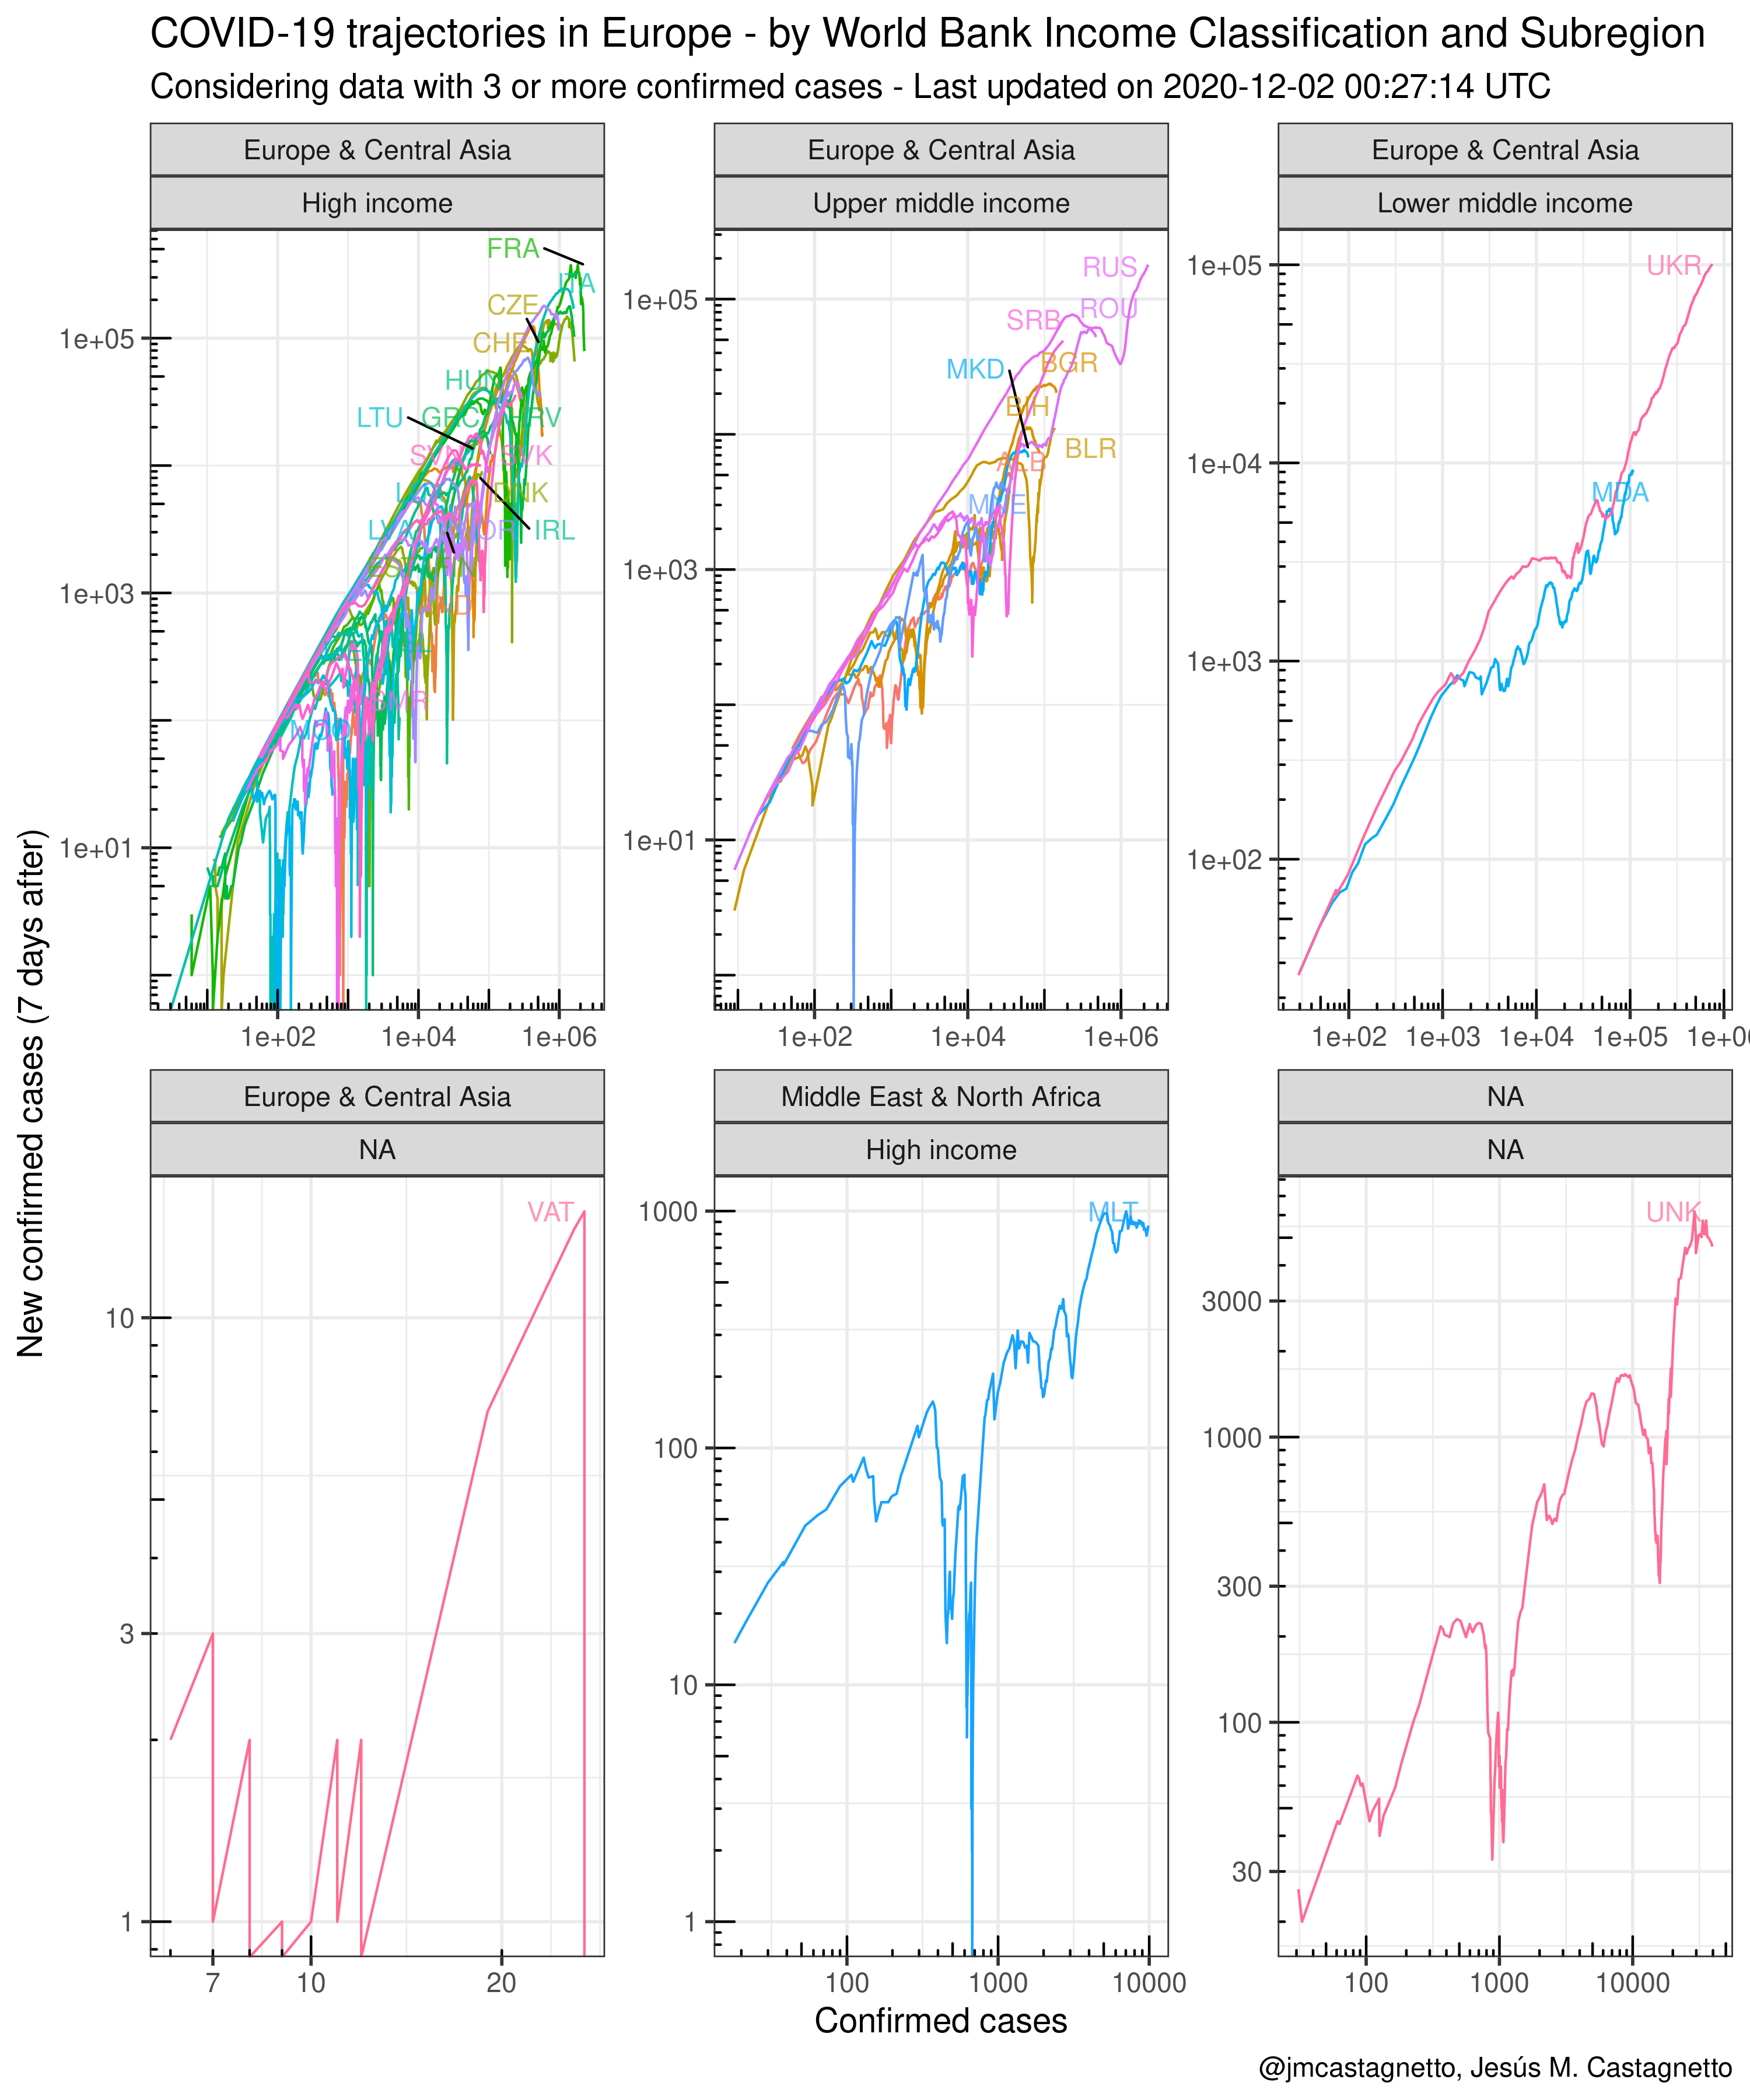 COVID-19 trajectories in Europe - by World Bank Income Classification and Subregion
Considering data with 3 or more confirmed cases - Last updated on 2020-12-02 00:27:14 UTC
Europe & Central Asia
High income
FRA
ITA
CZE
CHE
HUN
LTU
GRC
HRV
SVN
SVK
DNK
IRL
1e+05
1e+03
1e+01
1e+02 1e+04 1e+06
Europe & Central Asia
Upper middle income
RUS
ROU
SRB
MKD
BGR
BIH
BLR
ALB
MNE
1e+05
1e+03
1e+01
1e+02 1e+04 1e+06
Europe & Central Asia
Lower middle income
UKR
MDA
1e+05
1e+04
1e+03
1e+02
1e+02 1e+03 1e+04 1e+05
Europe & Central Asia
NA
VAT
10
3
1
7 10 20
Middle East & North Africa
High income
MLT
1000
100
10
1
100 1000 10000
NA
NA
UNK
3000
1000
300
100
30
100 1000 10000
New confirmed cases (7 days after)
Confirmed cases
@jmcastagnetto, Jesús M. Castagnetto